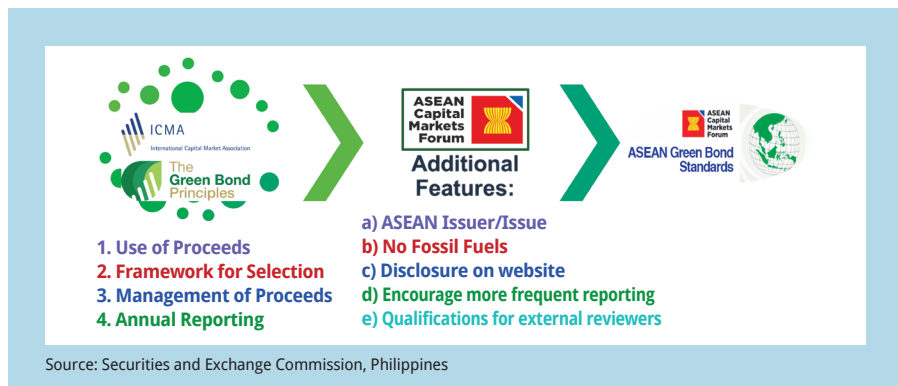 ICMA
International Capital Market Association
The
Green Bond
Principles
1. Use of Proceeds
2. Framework for Selection
3. Management of Proceeds
4. Annual Reporting
ASEAN
Capital
Markets
Forum
Additional
Features:
a) ASEAN Issuer/Issue
b) No Fossil Fuels
c) Disclosure on website
d) Encourage more frequent reporting
e) Qualifications for external reviewers
ASEAN
Capital
Markets
Forum
ASEAN Green Bond
Standards
Source: Securities and Exchange Commission, Philippines